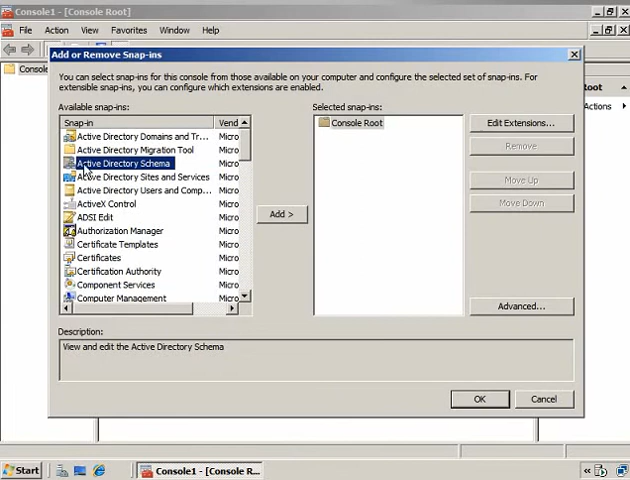 Console1 - [Console Root]
File Action View Favorites Window Help
Console
Add or Remove Snap-ins
You can select snap-ins for this console from those available on your computer and configure the selected set of snap-ins. For
extensible snap-ins, you can configure which extensions are enabled.
Available snap-ins:
Snap-in Vend
Active Directory Domains and Tr... Micro
Active Directory Migration Tool Micro
Active Directory Schema Micro
Active Directory Sites and Services Micro
Active Directory Users and Comp... Micro
ActiveX Control Micro
ADSI Edit Micro
Authorization Manager Micro
Certificate Templates Micro
Certificates Micro
Certification Authority Micro
Component Services Micro
Computer Management Micro
Add >
Selected snap-ins:
Console Root
Edit Extensions...
Remove
Move Up
Move Down
Advanced...
Description:
View and edit the Active Directory Schema
OK Cancel
oot
Actions
Start
Console1 - [Console R...